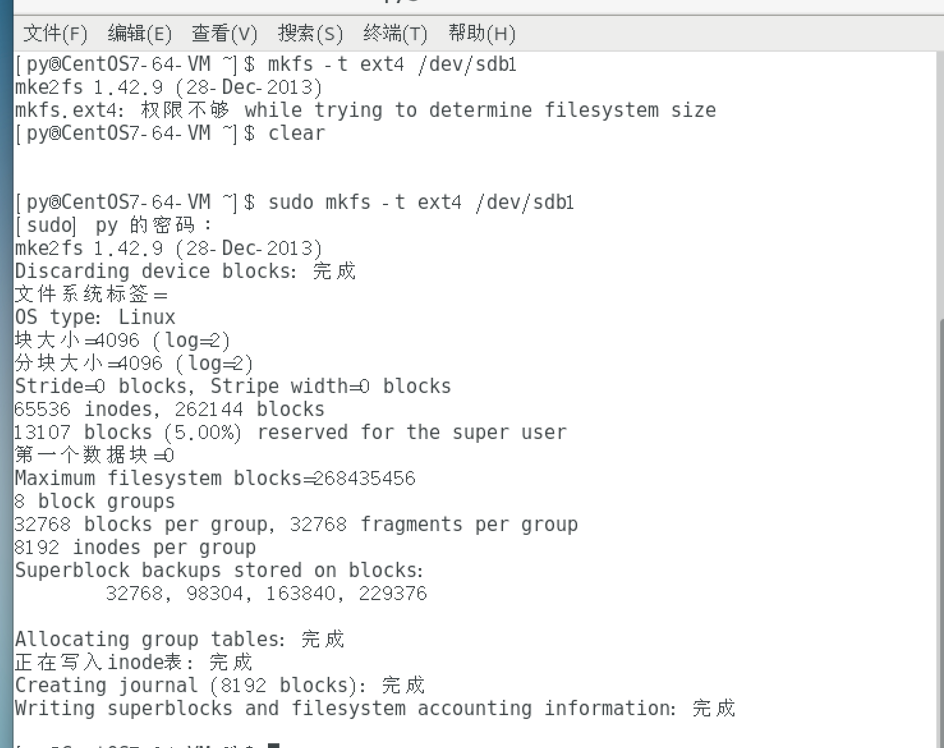 文件(F) 编辑(E) 查看(V) 搜索(S) 终端(T) 帮助(H)
[py@CentOS7-64-VM ~]$ mkfs -t ext4 /dev/sdb1
mke2fs 1.42.9 (28-Dec-2013)
mkfs.ext4: 权限不够 while trying to determine filesystem size
[py@CentOS7-64-VM ~]$ clear
[py@CentOS7-64-VM ~]$ sudo mkfs -t ext4 /dev/sdb1
[sudo] py 的密码：
mke2fs 1.42.9 (28-Dec-2013)
Discarding device blocks: 完成
文件系统标签=
OS type: Linux
块大小=4096 (log=2)
分块大小=4096 (log=2)
Stride=0 blocks, Stripe width=0 blocks
65536 inodes, 262144 blocks
13107 blocks (5.00%) reserved for the super user
第一个数据块=0
Maximum filesystem blocks=268435456
8 block groups
32768 blocks per group, 32768 fragments per group
8192 inodes per group
Superblock backups stored on blocks:
32768, 98304, 163840, 229376
Allocating group tables: 完成
正在写入inode表: 完成
Creating journal (8192 blocks): 完成
Writing superblocks and filesystem accounting information: 完成